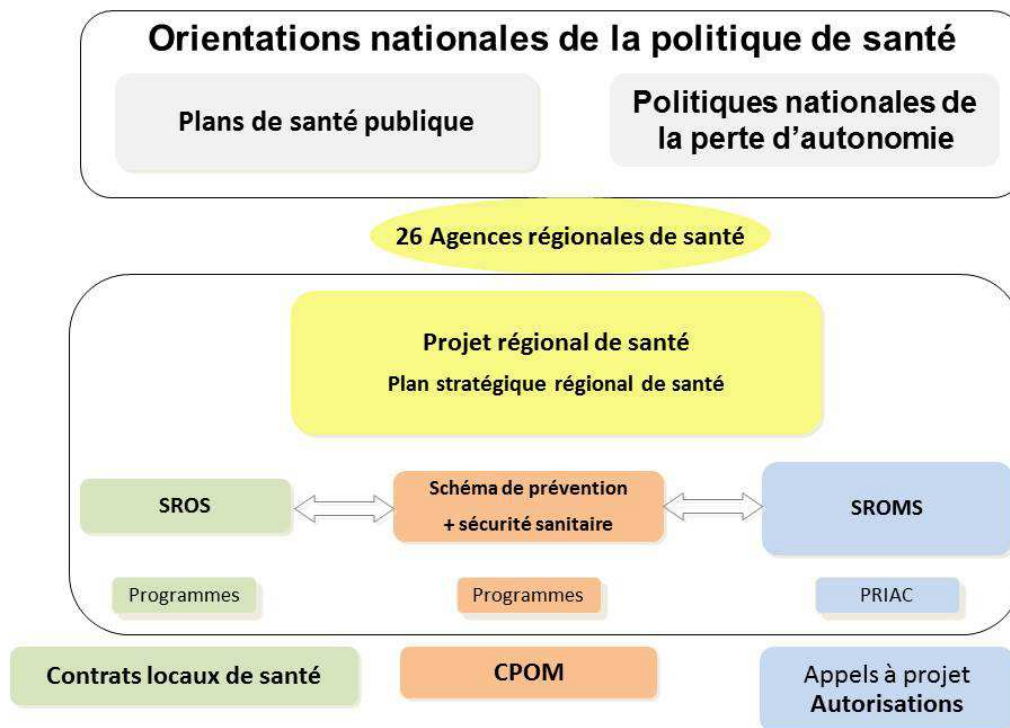 Orientations nationales de la politique de santé
Plans de santé publique
Politiques nationales de
la perte d'autonomie
26 Agences régionales de santé
Projet régional de santé
Plan stratégique régional de santé
SROS
Schéma de prévention
+ sécurité sanitaire
SROMS
Programmes
Programmes
PRIAC
Contrats locaux de santé
CPOM
Appels à projet
Autorisations